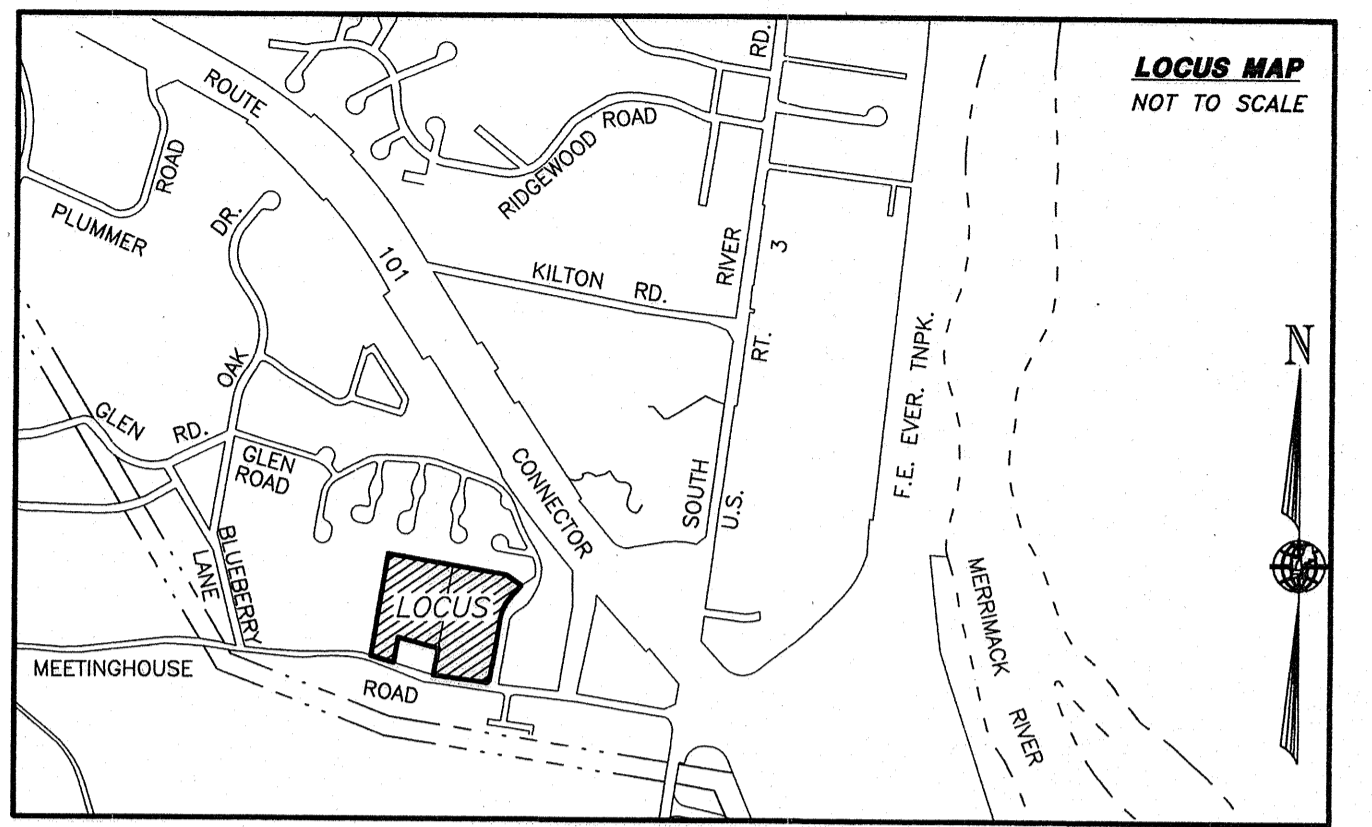 LOCUS MAP
NOT TO SCALE
ROUTE
101
CONNECTOR
RD.
RIDGEWOOD ROAD
PLUMMER ROAD
OAK DR.
KILTON RD.
SOUTH RIVER
U.S. RT. 3
F.E. EVER. TNPK.
N
GLEN RD.
GLEN
ROAD
BLUEBERRY
LANE
LOCUS
MEETINGHOUSE ROAD
MERRIMACK RIVER